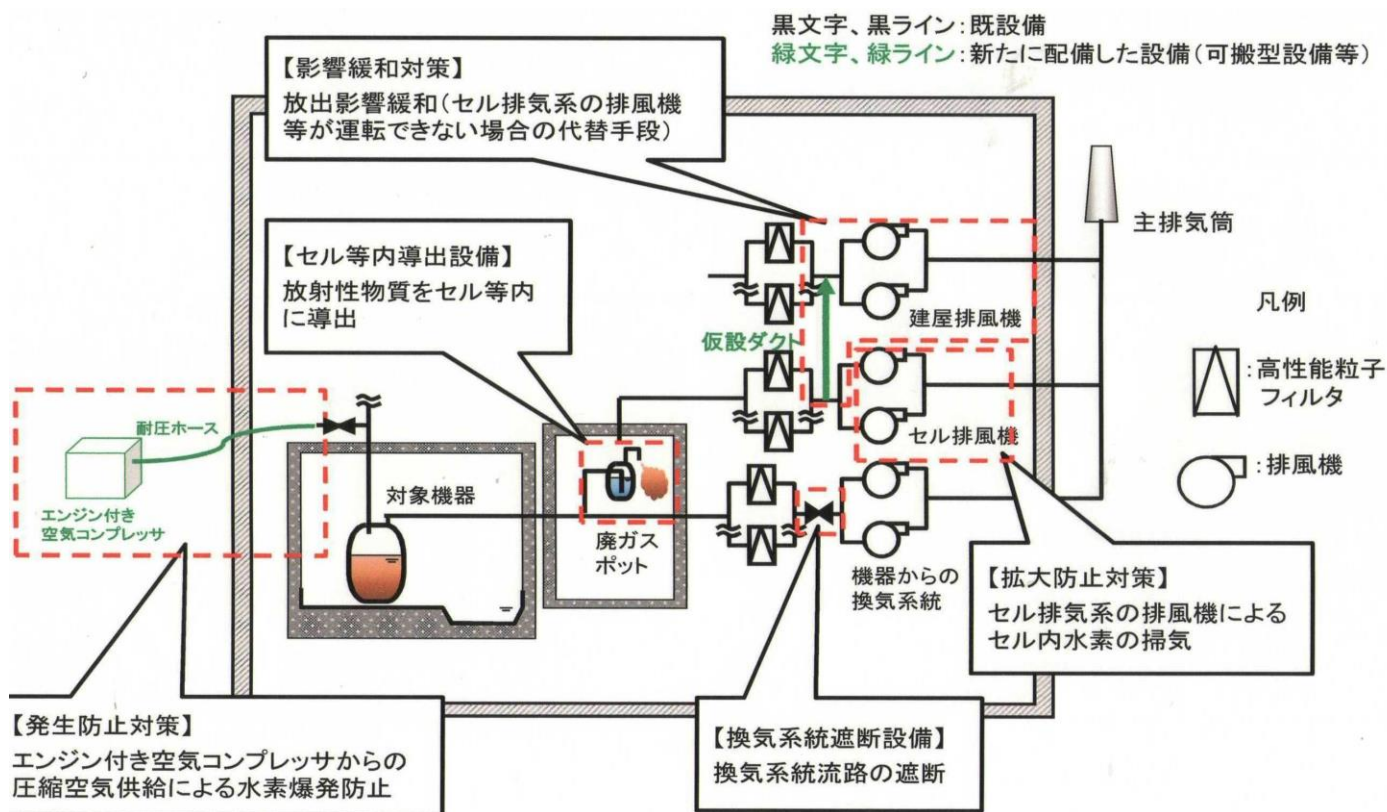 黒文字、黒ライン:既設備
緑文字、緑ライン:新たに配備した設備(可搬型設備等)
【影響緩和対策】
放出影響緩和(セル排気系の排風機
等が運転できない場合の代替手段)
主排気筒
【セル等内導出設備】
放射性物質をセル等内
に導出
建屋排風機
凡例
仮設ダクト
:高性能粒子
フィルタ
耐圧ホース
セル排風機
:排風機
対象機器
エンジン付き
空気コンプレッサ
廃ガス
ポット
機器からの
換気系統
【拡大防止対策】
セル排気系の排風機による
セル内水素の掃気
【発生防止対策】
エンジン付き空気コンプレッサからの
圧縮空気供給による水素爆発防止
【換気系統遮断設備】
換気系統流路の遮断